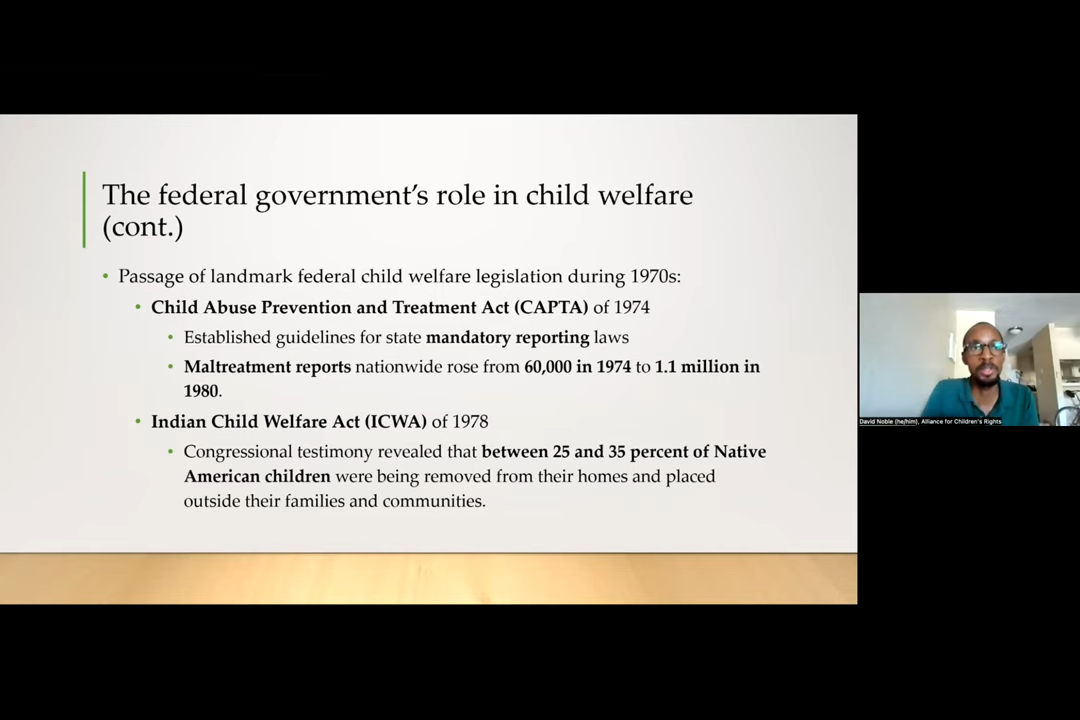 The federal government’s role in child welfare
(cont.)
• Passage of landmark federal child welfare legislation during 1970s:
• Child Abuse Prevention and Treatment Act (CAPTA) of 1974
• Established guidelines for state mandatory reporting laws
• Maltreatment reports nationwide rose from 60,000 in 1974 to 1.1 million in
1980.
• Indian Child Welfare Act (ICWA) of 1978
• Congressional testimony revealed that between 25 and 35 percent of Native
American children were being removed from their homes and placed
outside their families and communities.
David Noble (he/him), Alliance for Children's Rights